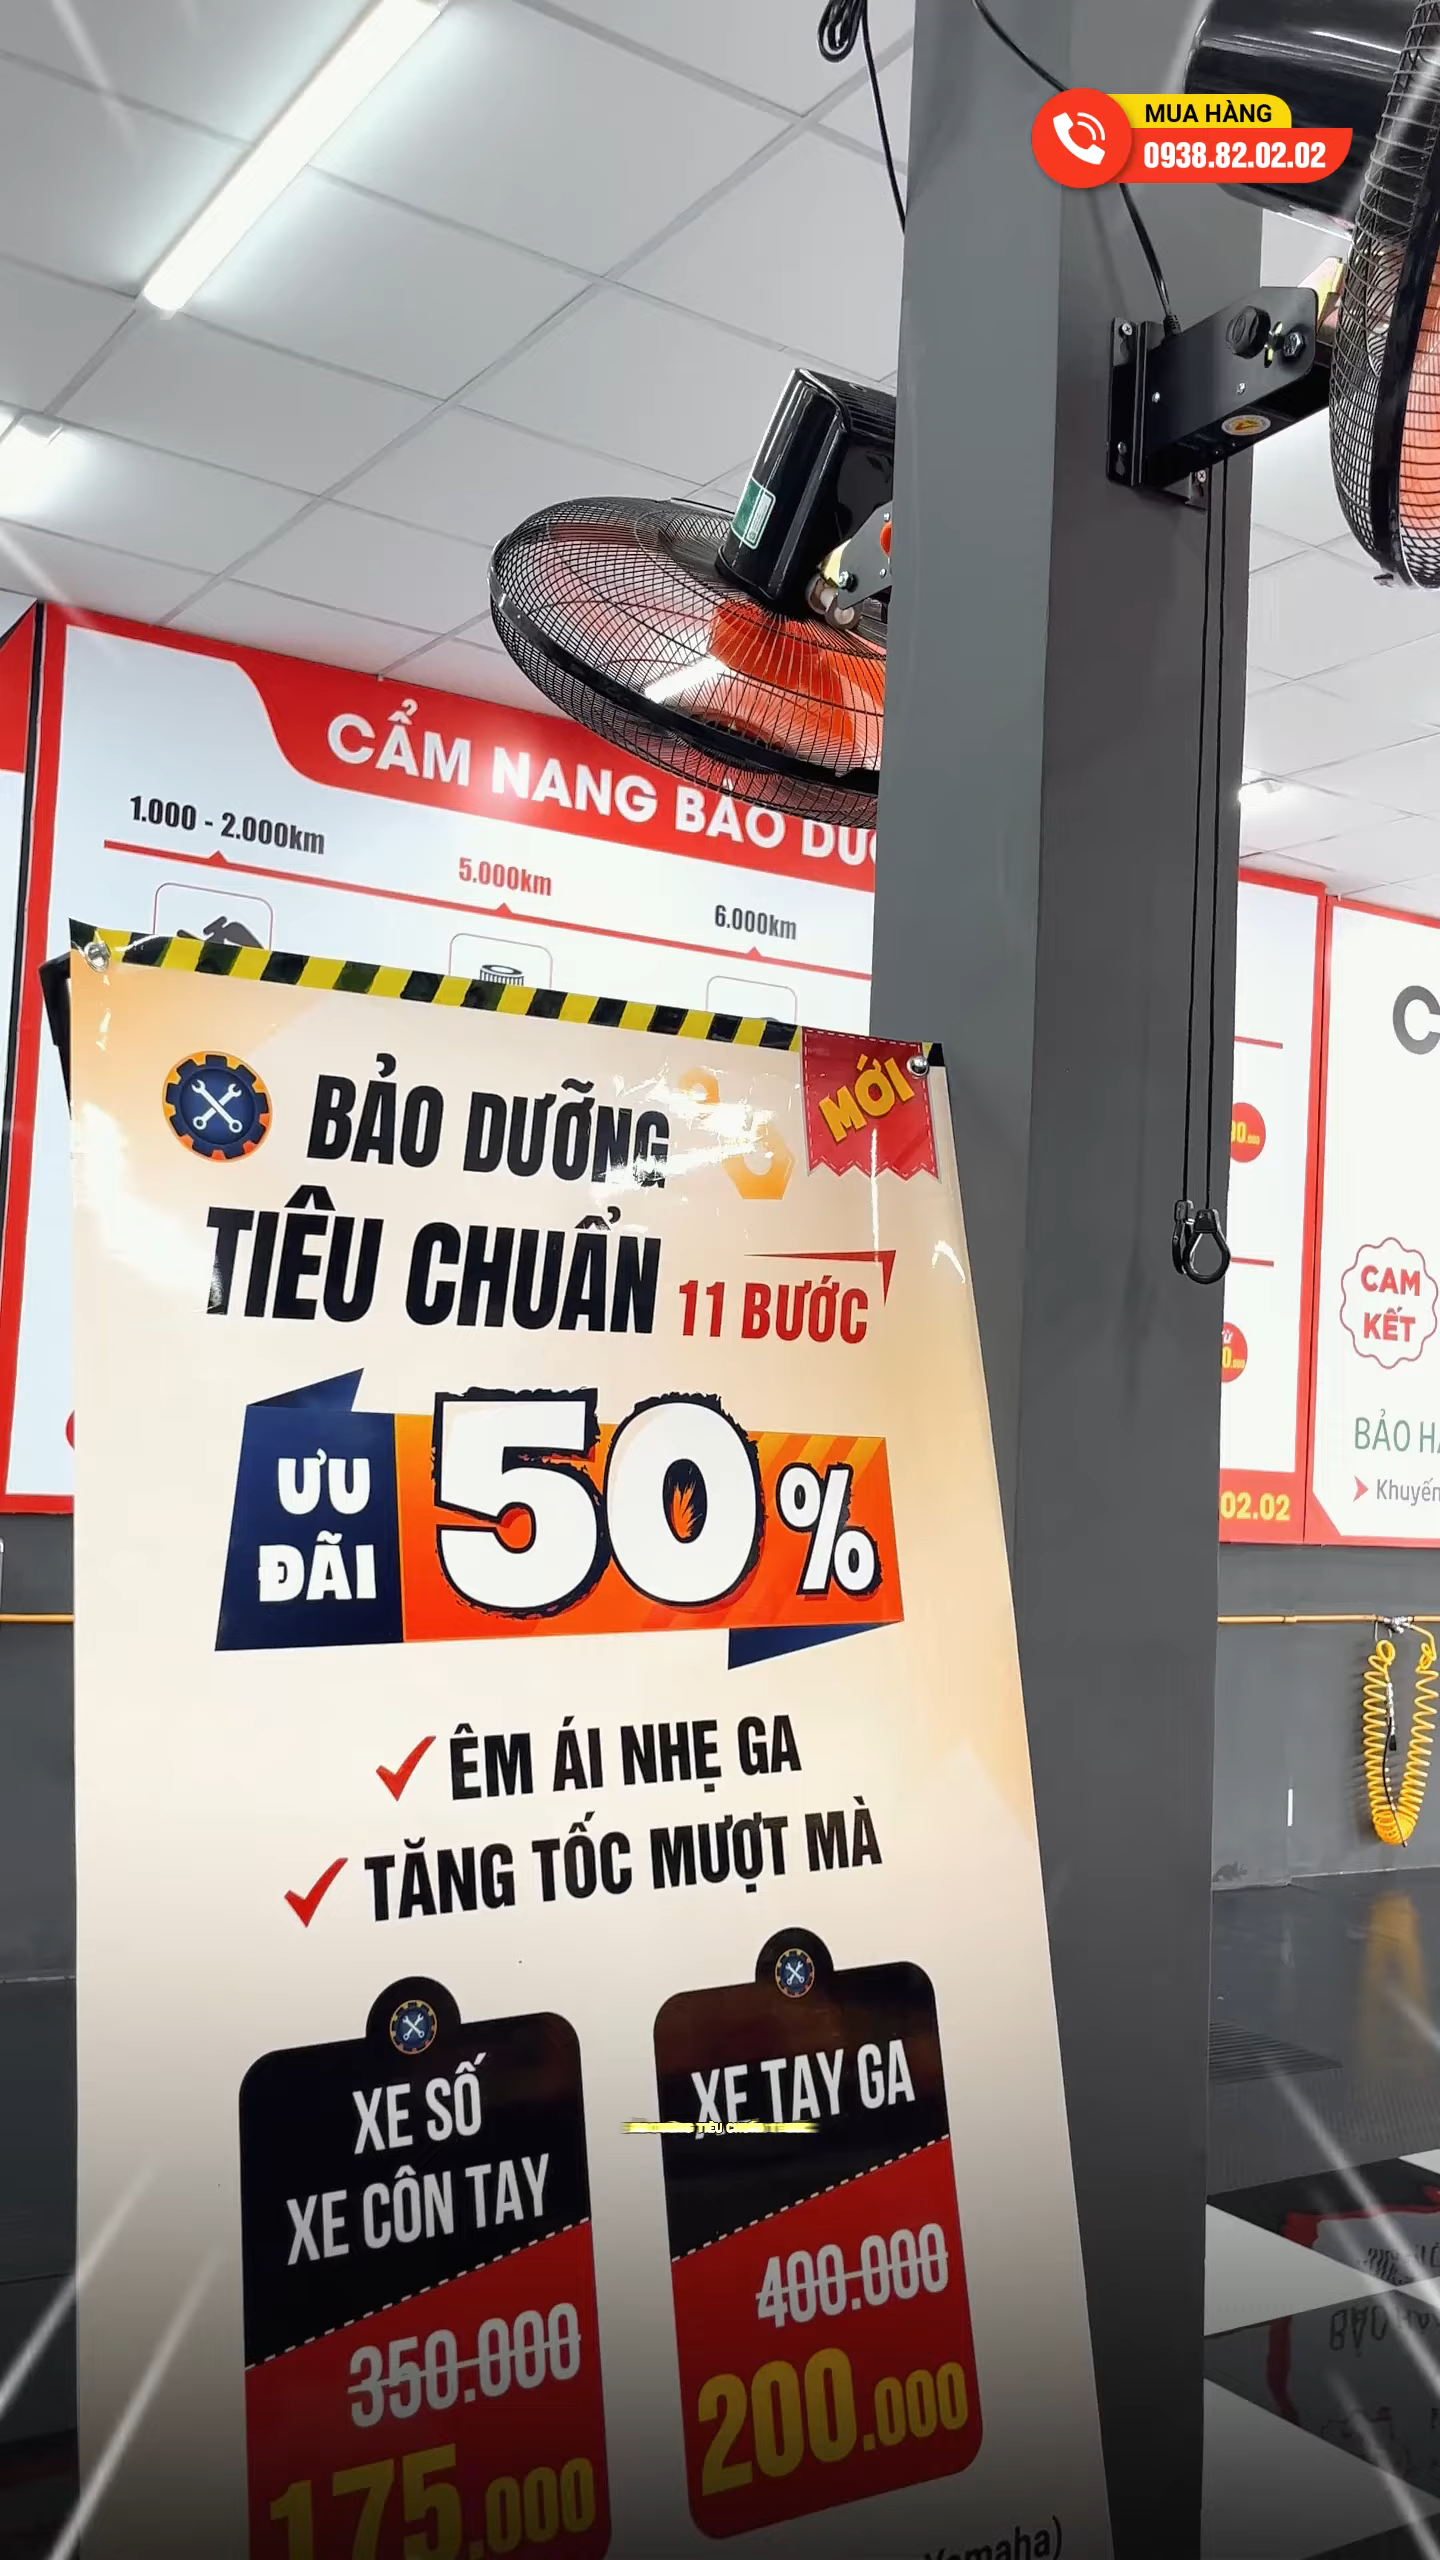 MUA HÀNG
0938.82.02.02
CẨM NANG BẢO
1.000 - 2.000km
5.000km
6.000km
MỚI
BẢO DƯỠNG
TIÊU CHUẨN
11 BƯỚC
ƯU
ĐÃI
50%
ÊM ÁI NHẸ GA
TĂNG TỐC MƯỢT MÀ
XE SỐ
XE CÔN TAY
350.000
175.000
XE TAY GA
400.000
200.000
CAM
KẾT
BẢO
02.02